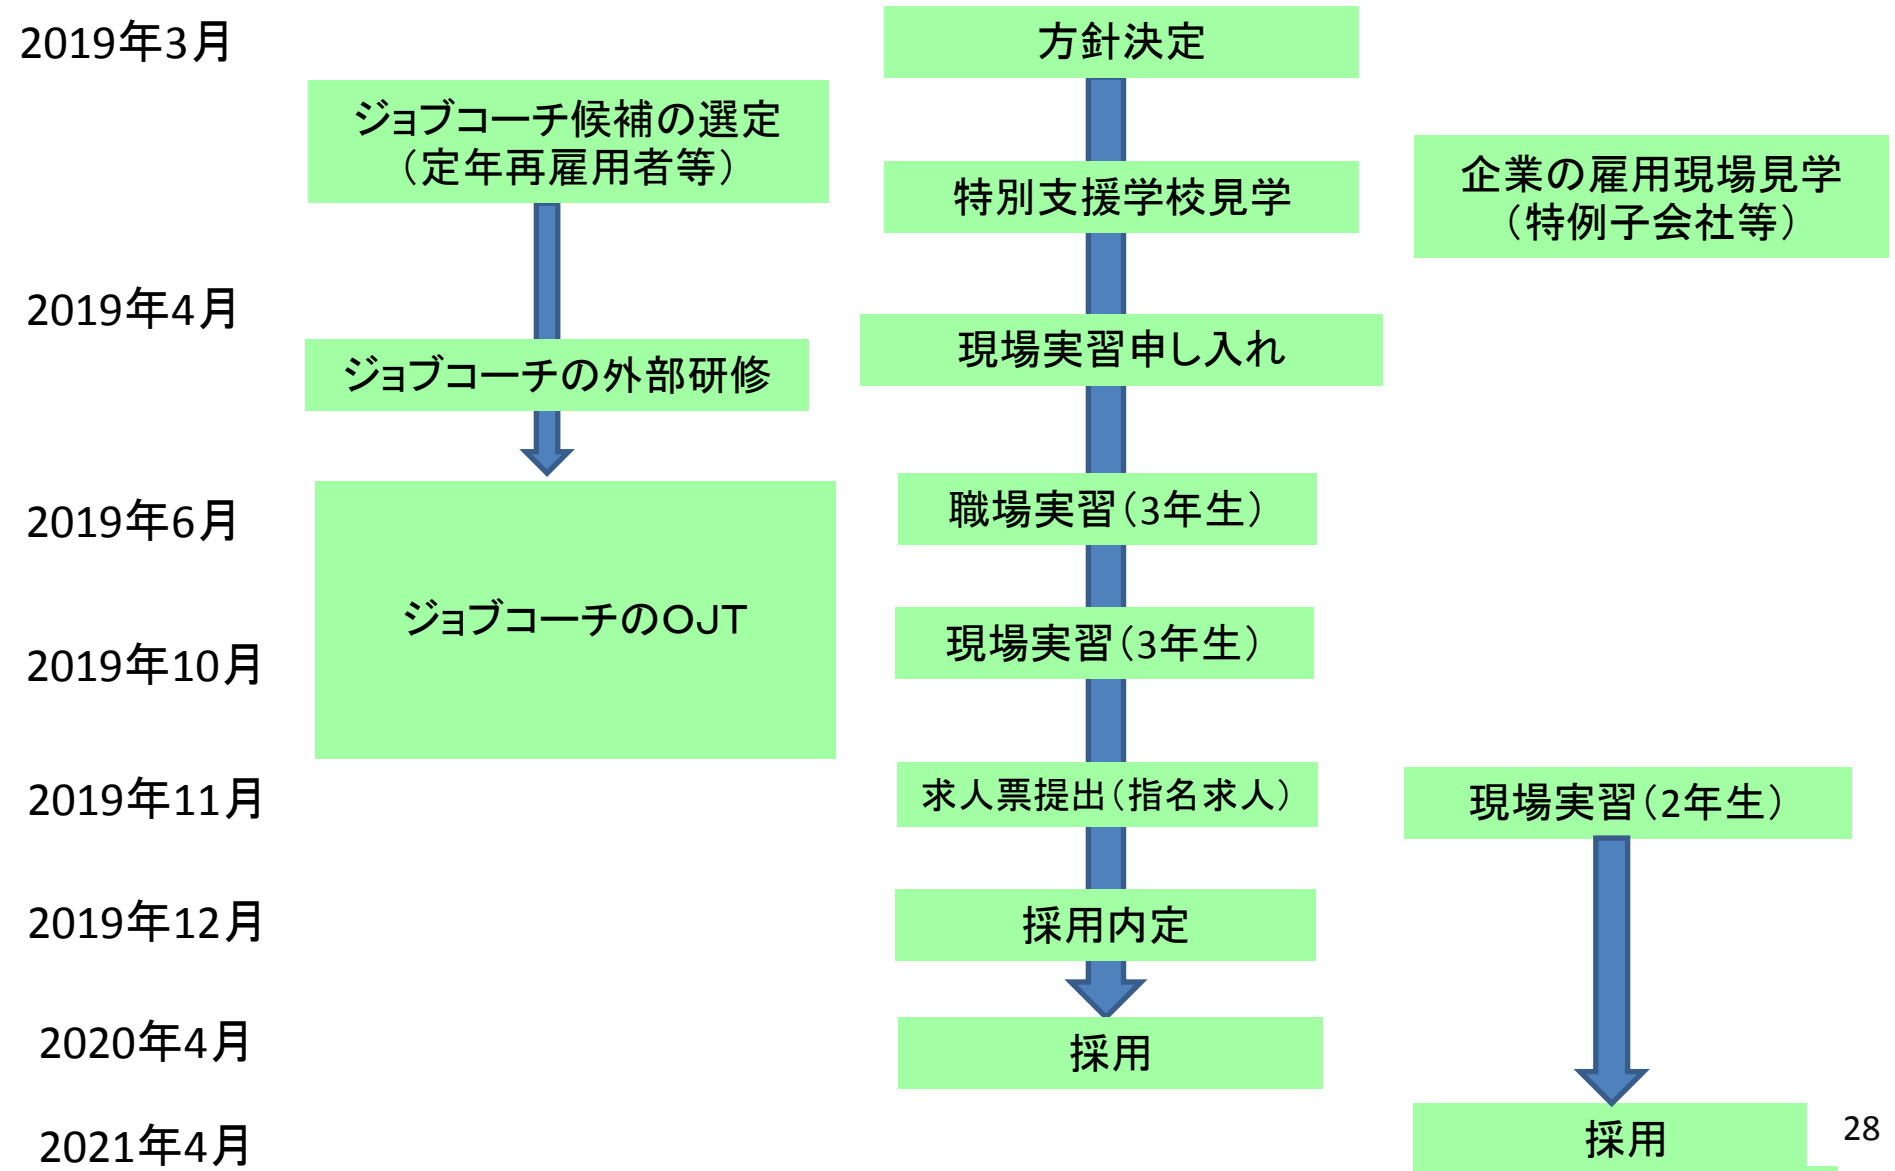 2019年3月
方針決定
ジョブコーチ候補の選定
（定年再雇用者等）
特別支援学校見学
企業の雇用現場見学
（特例子会社等）
2019年4月
現場実習申し入れ
ジョブコーチの外部研修
2019年6月
職場実習（3年生）
ジョブコーチのＯＪＴ
2019年10月
現場実習（3年生）
2019年11月
求人票提出（指名求人）
現場実習（2年生）
2019年12月
採用内定
2020年4月
採用
2021年4月
採用
28